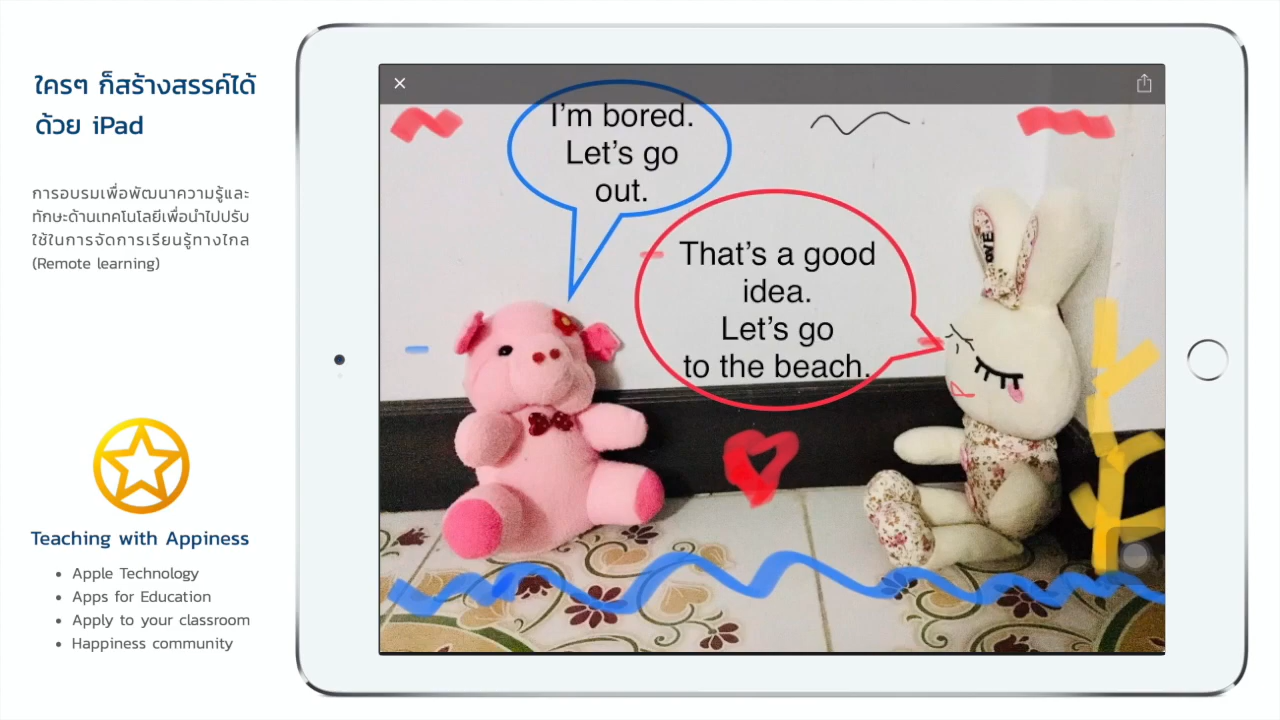 ใครๆ ก็สร้างสรรค์ได้
ด้วย iPad
การอบรมเพื่อพัฒนาความรู้และ
ทักษะด้านเทคโนโลยีเพื่อนำไปปรับ
ใช้ในการจัดการเรียนรู้ทางไกล
(Remote learning)
Teaching with Appiness
• Apple Technology
• Apps for Education
• Apply to your classroom
• Happiness community
I'm bored.
Let's go
out.
That's a good
idea.
Let's go
to the beach.
LOVE